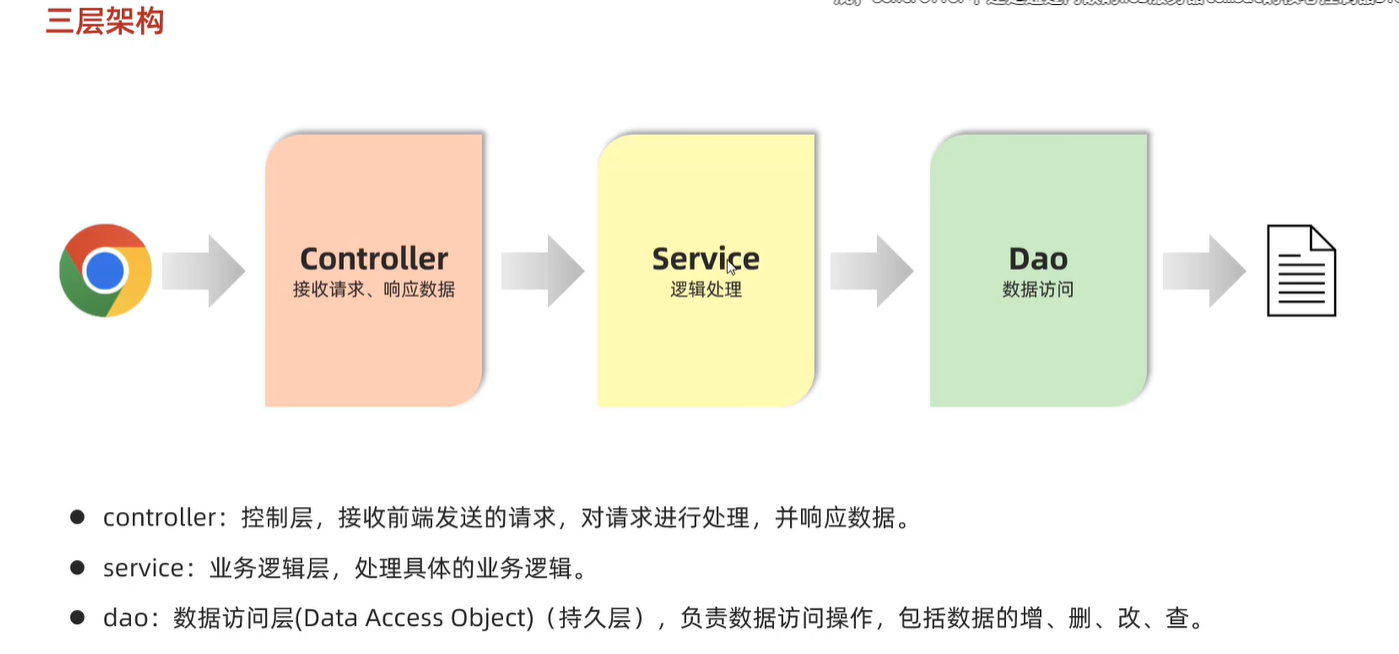 三层架构
Controller
接收请求、响应数据
Service
逻辑处理
Dao
数据访问
controller：控制层，接收前端发送的请求，对请求进行处理，并响应数据。
service：业务逻辑层，处理具体的业务逻辑。
dao：数据访问层(Data Access Object)（持久层），负责数据访问操作，包括数据的增、删、改、查。